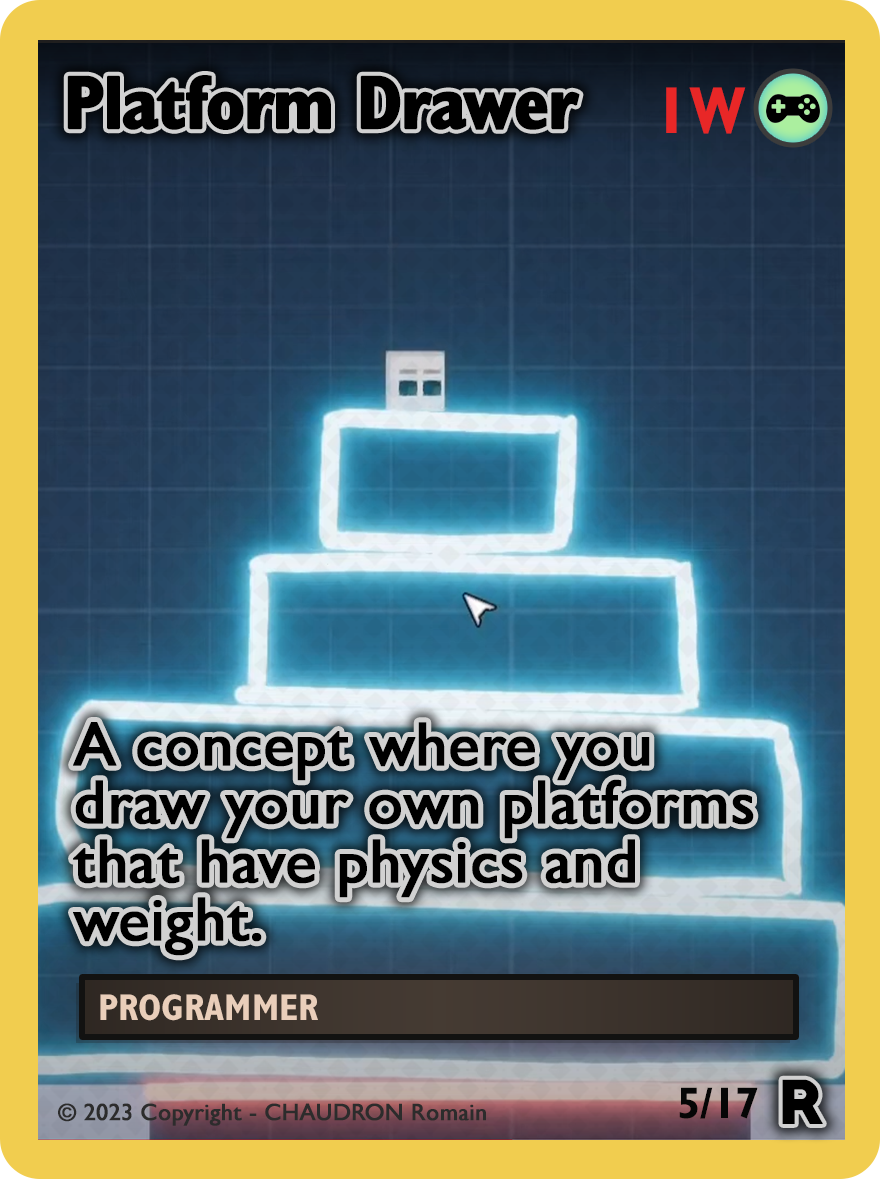 Platform Drawer
1W
A concept where you
draw your own platforms
that have physics and
weight.
PROGRAMMER
© 2023 Copyright - CHAUDRON Romain
5/17 R